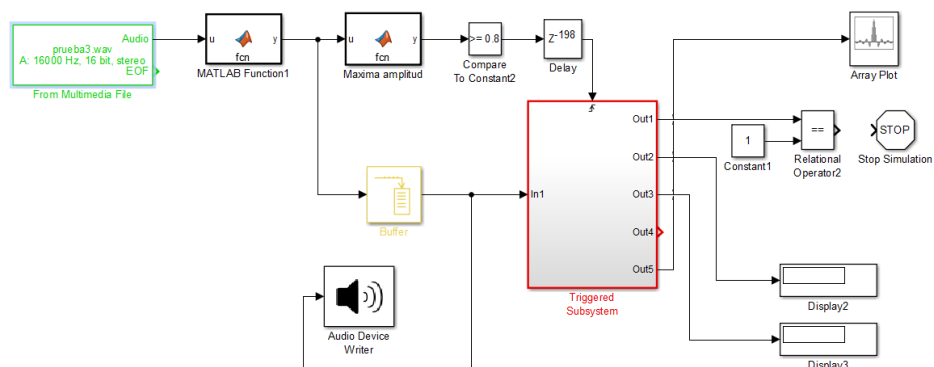 Audio
prueba3.wav
A: 16000 Hz, 16 bit, stereo
EOF
From Multimedia File
u
y
fcn
MATLAB Function1
u
y
fcn
Maxima amplitud
>= 0.8
Compare
To Constant2
Z-198
Delay
Array Plot
Out1
Out2
In1
Out3
Out4
Out5
Triggered
Subsystem
1
Constant1
==
Relational
Operator2
STOP
Stop Simulation
Buffer
Audio Device
Writer
Display2
Display3